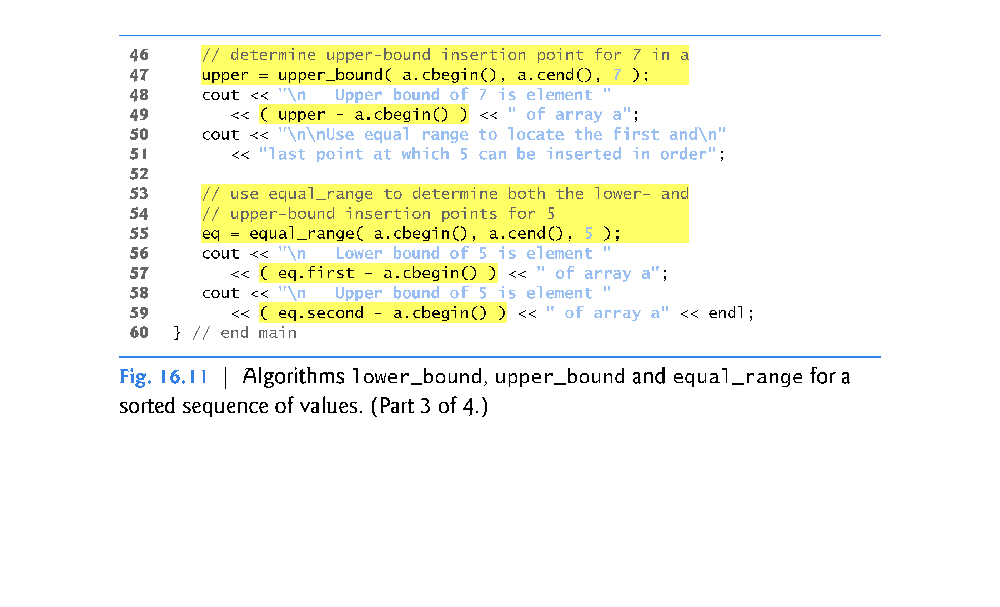 46 // determine upper-bound insertion point for 7 in a
47 upper = upper_bound( a.cbegin(), a.cend(), 7 );
48 cout << "\n   Upper bound of 7 is element "
49    << ( upper - a.cbegin() ) << " of array a";
50 cout << "\n\nUse equal_range to locate the first and\n"
51    << "last point at which 5 can be inserted in order";
52
53 // use equal_range to determine both the lower- and
54 // upper-bound insertion points for 5
55 eq = equal_range( a.cbegin(), a.cend(), 5 );
56 cout << "\n   Lower bound of 5 is element "
57    << ( eq.first - a.cbegin() ) << " of array a";
58 cout << "\n   Upper bound of 5 is element "
59    << ( eq.second - a.cbegin() ) << " of array a" << endl;
60 } // end main
Fig. 16.11 | Algorithms lower_bound, upper_bound and equal_range for a
sorted sequence of values. (Part 3 of 4.)